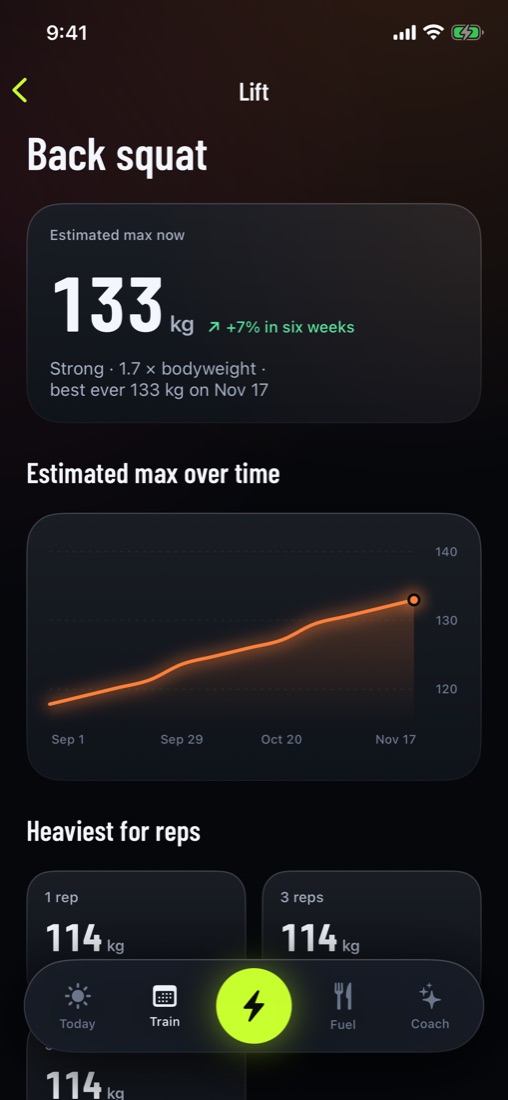 9:41
Lift
Back squat
Estimated max now
133 kg +7% in six weeks
Strong · 1.7 × bodyweight ·
best ever 133 kg on Nov 17
Estimated max over time
140
130
120
Sep 1 Sep 29 Oct 20 Nov 17
Heaviest for reps
1 rep 3 reps
114 kg 114 kg
Today Train Fuel Coach
114 kg